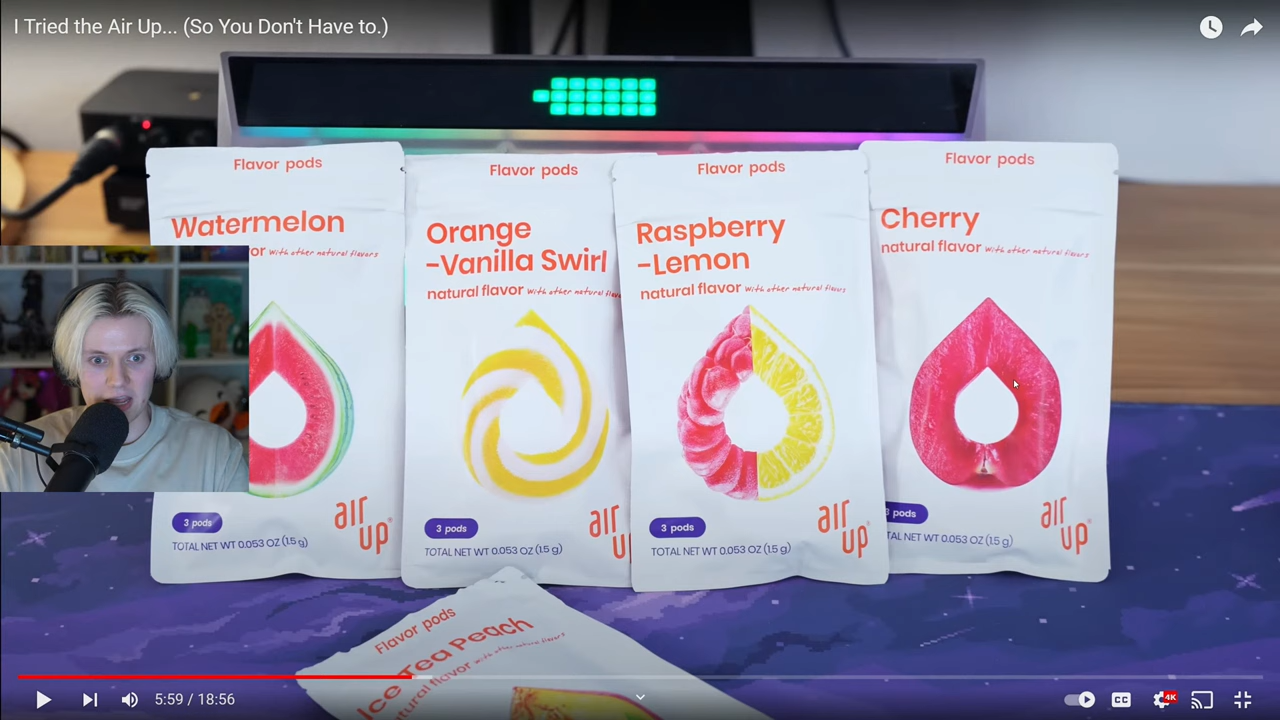 I Tried the Air Up... (So You Don't Have to.)
Flavor pods
Watermelon
or with other natural flavors
3 pods
air
up
TOTAL NET WT 0.053 OZ (1.5 g)
Flavor pods
Orange
-Vanilla Swirl
natural flavor with other natural flavo
3 pods
air
u
TOTAL NET WT 0.053 OZ (1.5 g)
Flavor pods
Raspberry
-Lemon
natural flavor with other natural flavors
3 pods
air
up
TOTAL NET WT 0.053 OZ (1.5 g)
Flavor pods
Cherry
natural flavor with other natural flavors
3 pods
air
up
TAL NET WT 0.053 OZ (1.5 g)
Flavor pods
Ice Tea Peach
natural flavor with other natural flavors
5:59 / 18:56
CC
4K